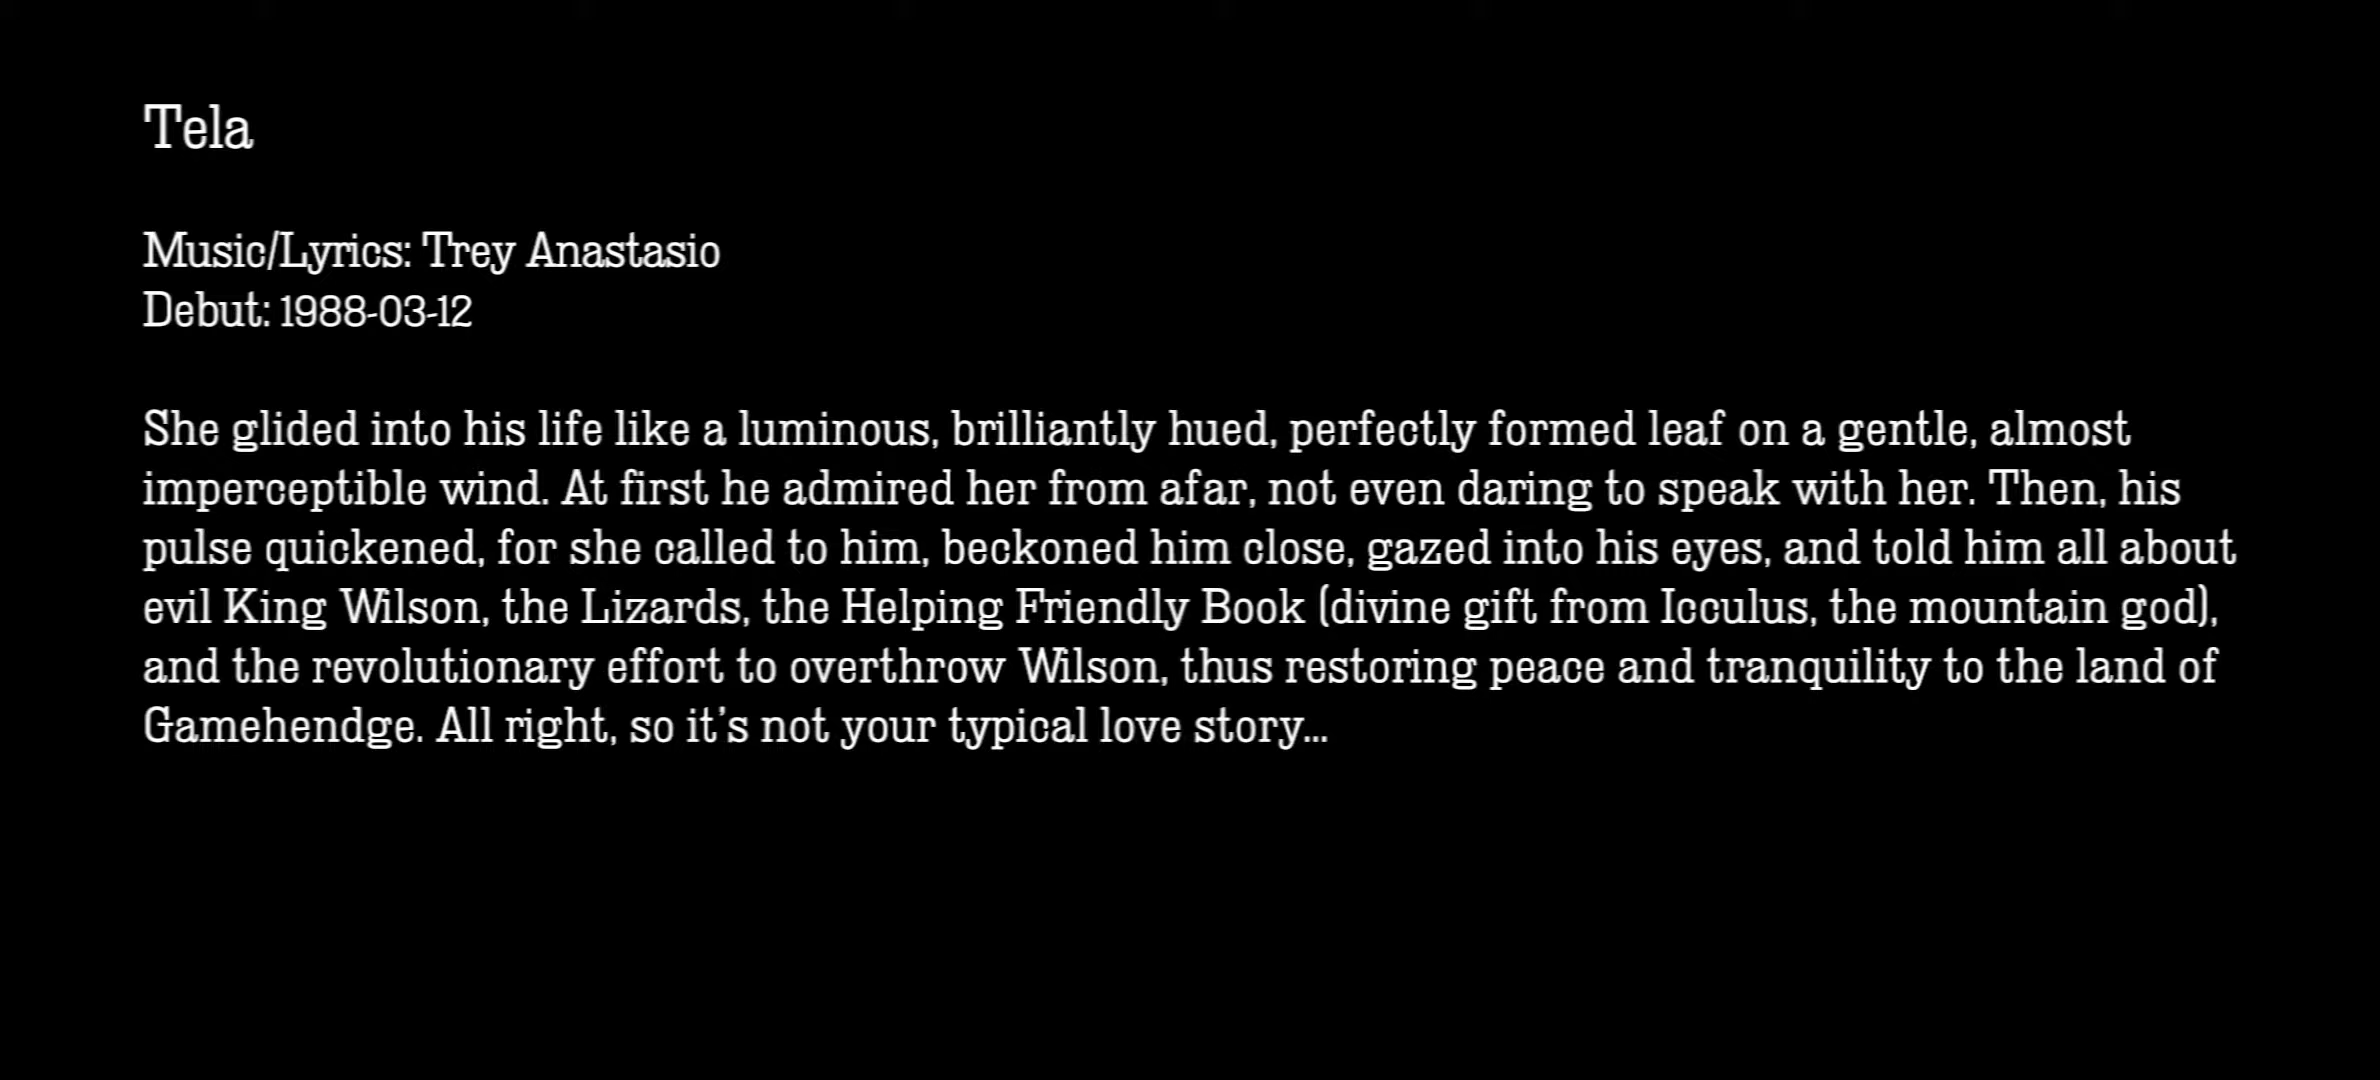 Tela
Music/Lyrics: Trey Anastasio
Debut: 1988-03-12
She glided into his life like a luminous, brilliantly hued, perfectly formed leaf on a gentle, almost
imperceptible wind. At first he admired her from afar, not even daring to speak with her. Then, his
pulse quickened, for she called to him, beckoned him close, gazed into his eyes, and told him all about
evil King Wilson, the Lizards, the Helping Friendly Book (divine gift from Icculus, the mountain god),
and the revolutionary effort to overthrow Wilson, thus restoring peace and tranquility to the land of
Gamehendge. All right, so it's not your typical love story...